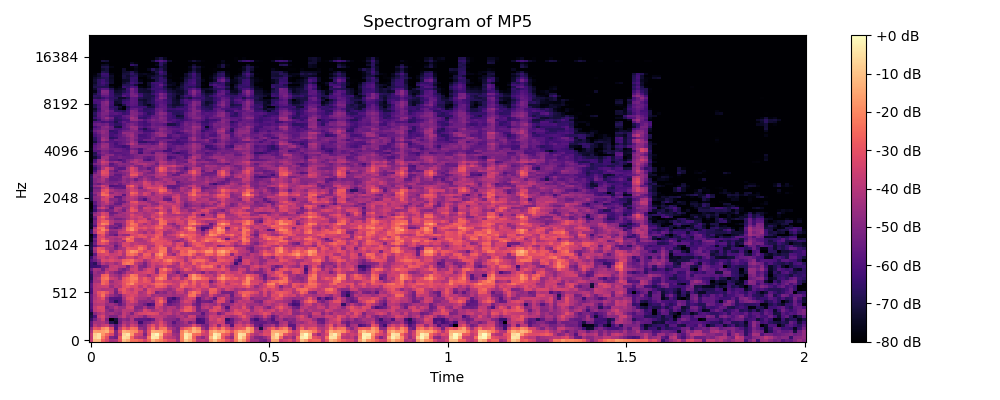 Spectrogram of MP5
16384
8192
4096
2048
1024
512
0
Hz
0
0.5
1
1.5
2
Time
+0 dB
-10 dB
-20 dB
-30 dB
-40 dB
-50 dB
-60 dB
-70 dB
-80 dB